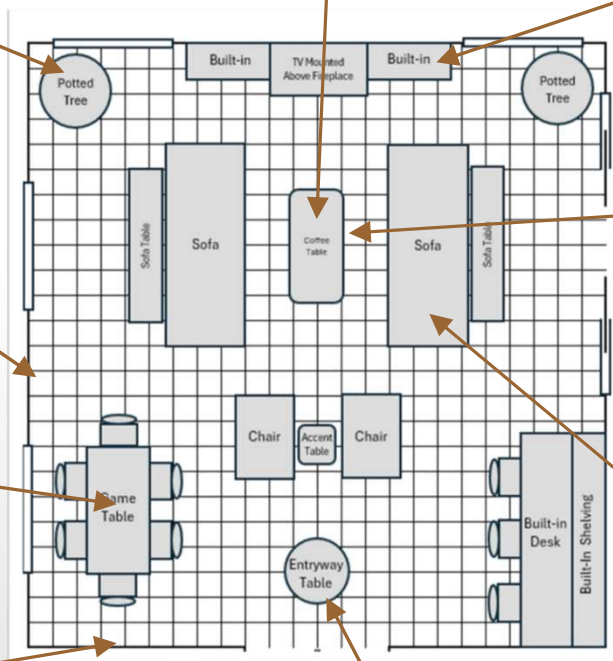 Built-in
TV Mounted
Above Fireplace
Built-in
Potted
Tree
Potted
Tree
Sofa Table
Sofa
Coffee
Table
Sofa
Sofa Table
Chair
Accent
Table
Chair
Game
Table
Built-in
Desk
Built-In Shelving
Entryway
Table